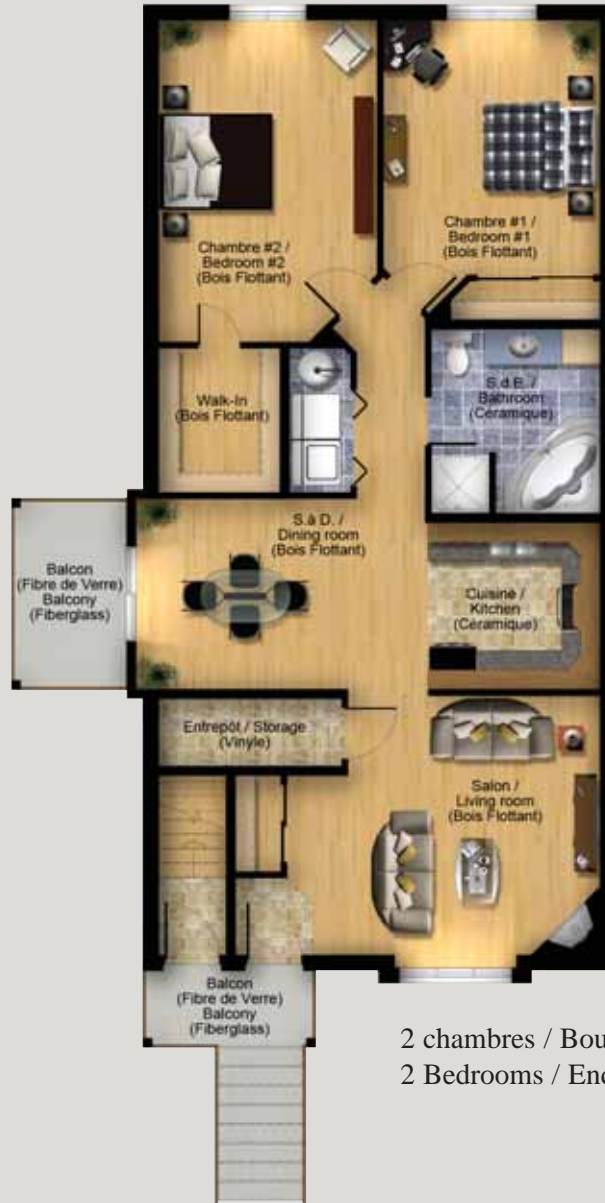 Chambre #2 /
Bedroom #2
(Bois Flottant)
Chambre #1 /
Bedroom #1
(Bois Flottant)
Walk-In
(Bois Flottant)
S.d.B. /
Bathroom
(Céramique)
S.à D. /
Dining room
(Bois Flottant)
Balcon
(Fibre de Verre)
Balcony
(Fiberglass)
Cuisine /
Kitchen
(Céramique)
Entrepôt / Storage
(Vinyle)
Salon /
Living room
(Bois Flottant)
Balcon
(Fibre de Verre)
Balcony
(Fiberglass)
2 chambres / Bou
2 Bedrooms / En